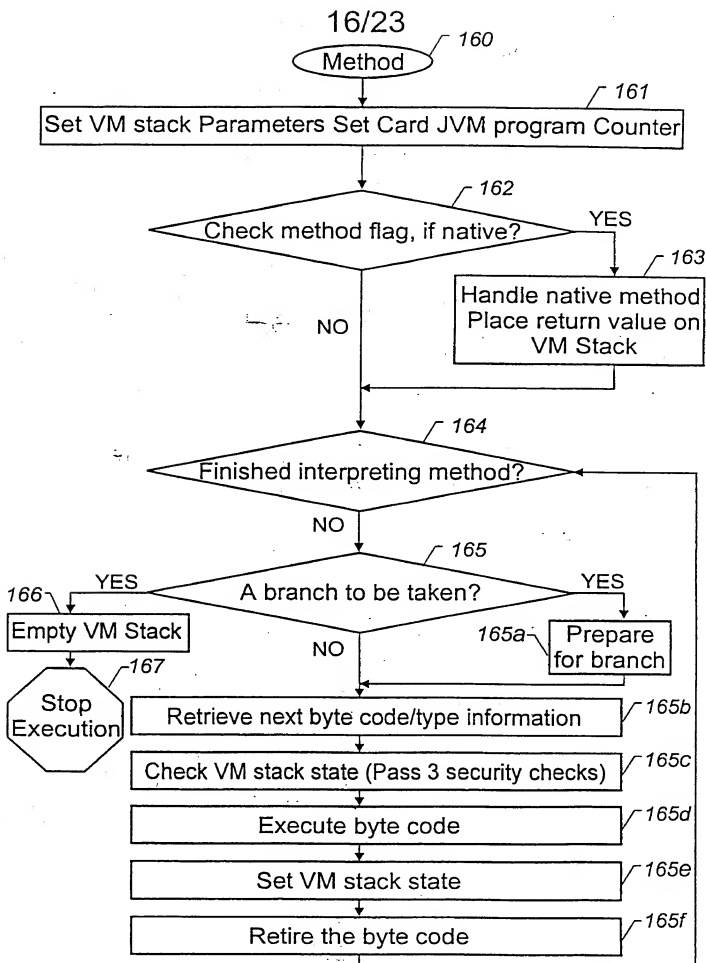 16/23
160
Method
161
Set VM stack Parameters Set Card JVM program Counter
162
Check method flag, if native?
YES
163
Handle native method
Place return value on
VM Stack
NO
164
Finished interpreting method?
NO
165
A branch to be taken?
YES
166
Empty VM Stack
167
Stop
Execution
YES
165a
Prepare
for branch
NO
Retrieve next byte code/type information
165b
Check VM stack state (Pass 3 security checks)
165c
Execute byte code
165d
Set VM stack state
165e
Retire the byte code
165f